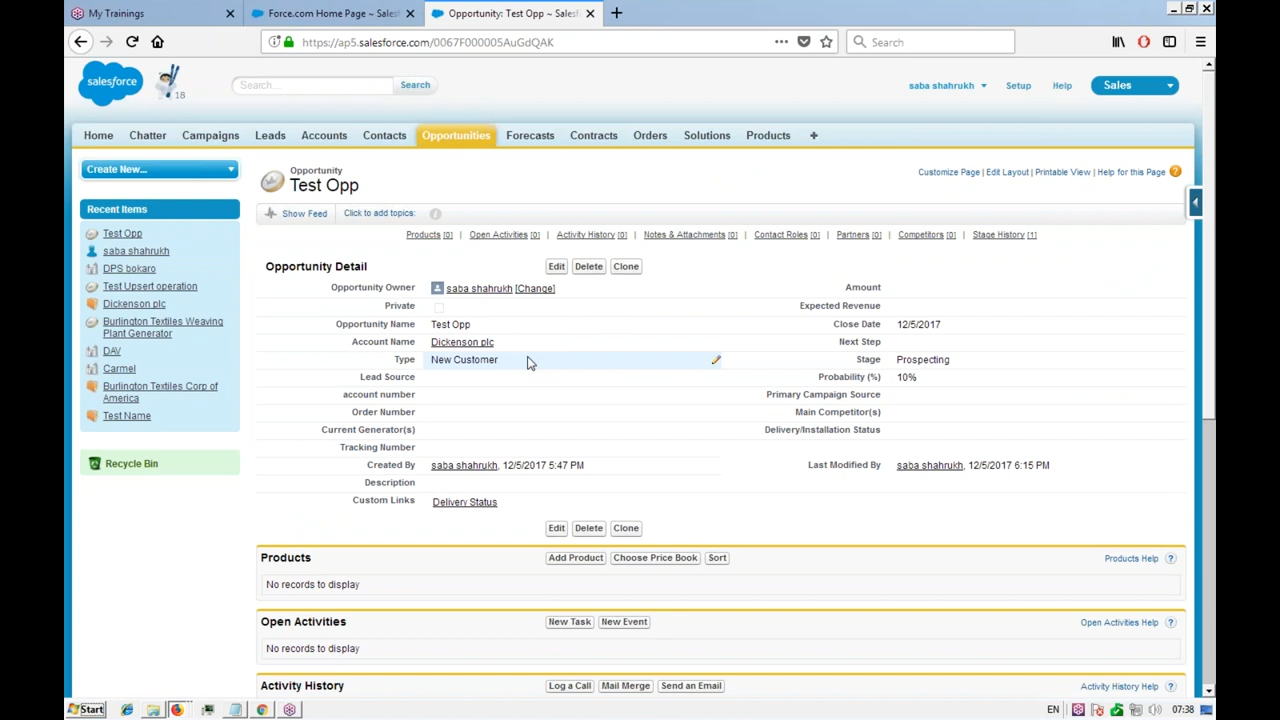 My Trainings
Force.com Home Page ~ Salesf
Opportunity: Test Opp ~ Salesf
https://ap5.salesforce.com/0067F000005AuGdQAK
Search
salesforce
18
Search...
Search
saba shahrukh
Setup
Help
Sales
Home Chatter Campaigns Leads Accounts Contacts Opportunities Forecasts Contracts Orders Solutions Products +
Create New...
Recent Items
Test Opp
saba shahrukh
DPS bokaro
Test Upsert operation
Dickenson plc
Burlington Textiles Weaving
Plant Generator
DAV
Carmel
Burlington Textiles Corp of
America
Test Name
Recycle Bin
Opportunity
Test Opp
Customize Page | Edit Layout | Printable View | Help for this Page ?
Show Feed Click to add topics: i
Products [0] | Open Activities [0] | Activity History [0] | Notes & Attachments [0] | Contact Roles [0] | Partners [0] | Competitors [0] | Stage History [1]
Opportunity Detail Edit Delete Clone
Opportunity Owner saba shahrukh [Change] Amount
Private Expected Revenue
Opportunity Name Test Opp Close Date 12/5/2017
Account Name Dickenson plc Next Step
Type New Customer Stage Prospecting
Lead Source Probability (%) 10%
account number Primary Campaign Source
Order Number Main Competitor(s)
Current Generator(s) Delivery/Installation Status
Tracking Number
Created By saba shahrukh, 12/5/2017 5:47 PM Last Modified By saba shahrukh, 12/5/2017 6:15 PM
Description
Custom Links Delivery Status
Edit Delete Clone
Products Add Product Choose Price Book Sort Products Help ?
No records to display
Open Activities New Task New Event Open Activities Help ?
No records to display
Activity History Log a Call Mail Merge Send an Email Activity History Help ?
Start EN 07:38